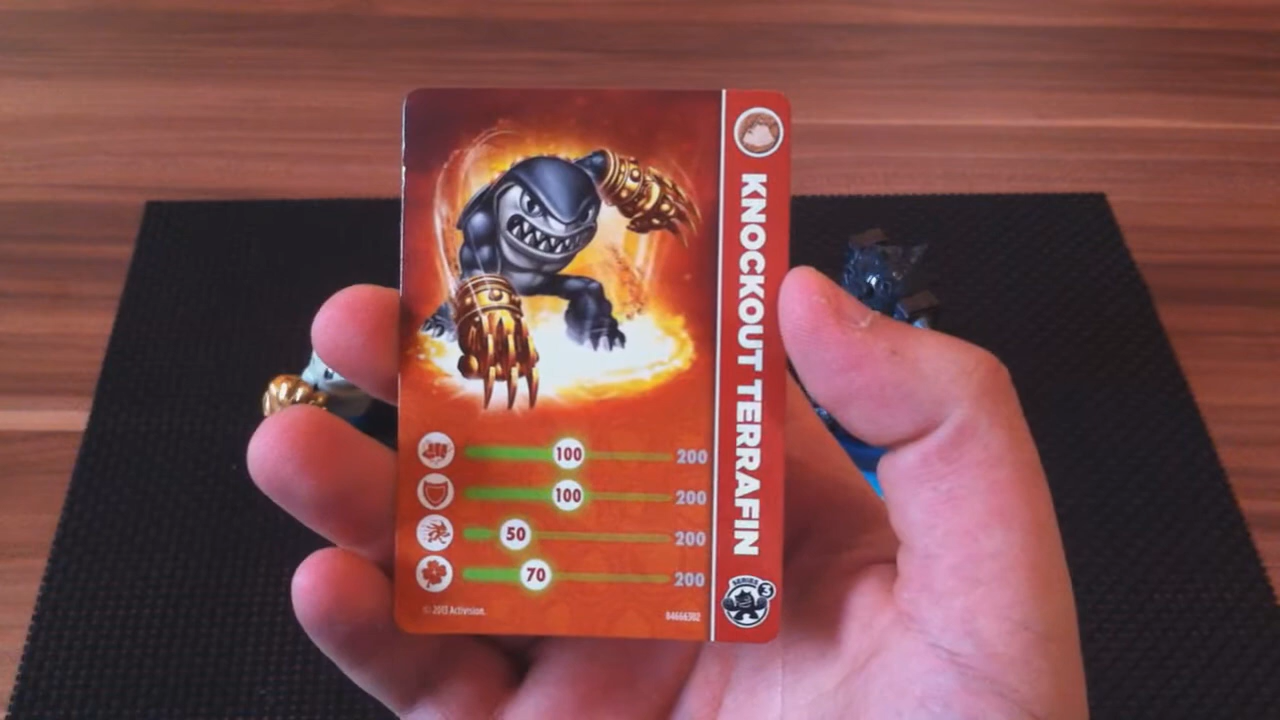 KNOCKOUT TERRAFIN
100 200
100 200
50 200
70 200
© 2013 Activision.
84666302
SERIES 3